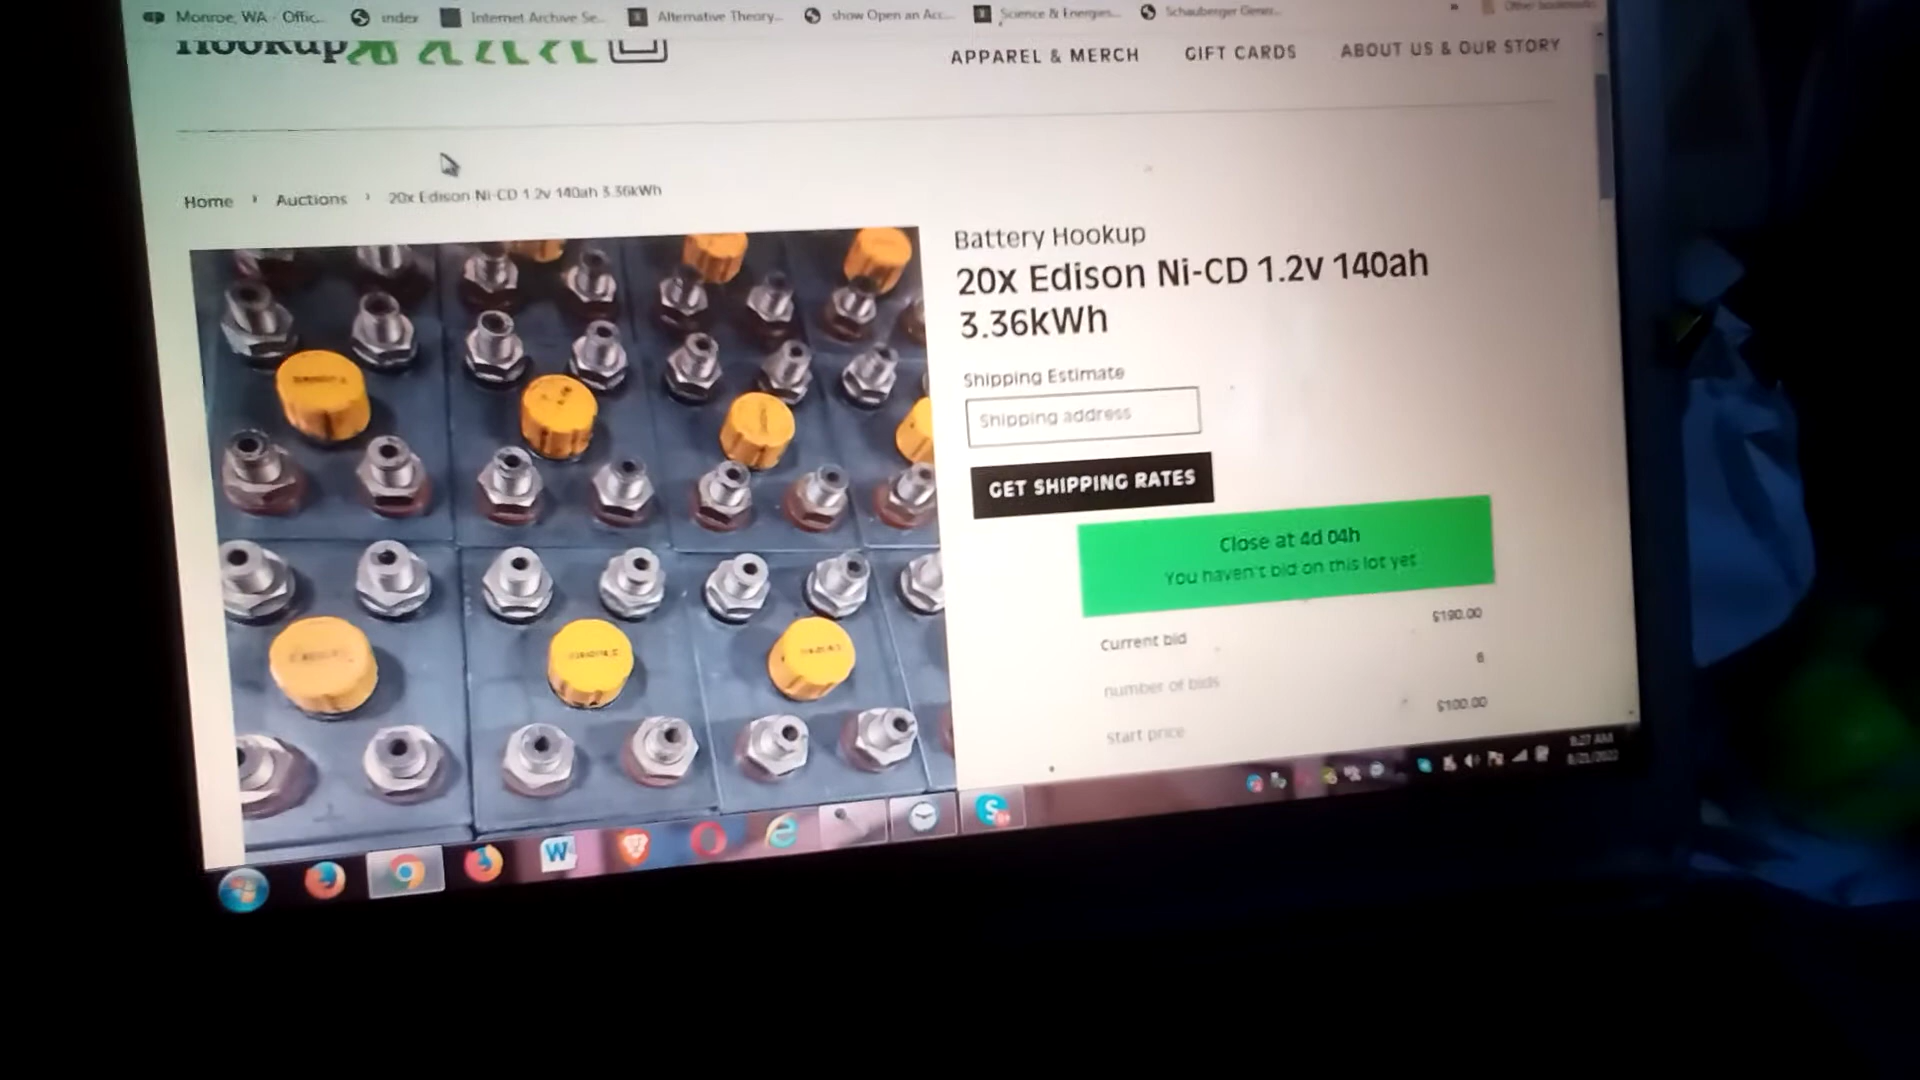 Monroe, WA - Offic...
index
Internet Archive Se...
Alternative Theory...
show Open an Acc...
Science & Energies...
Schauberger Gener...
»
Other bookmarks
Hookup
APPAREL & MERCH
GIFT CARDS
ABOUT US & OUR STORY
Home › Auctions › 20x Edison Ni-CD 1.2v 140ah 3.36kWh
Battery Hookup
20x Edison Ni-CD 1.2V 140ah
3.36kWh
Shipping Estimate
Shipping address
GET SHIPPING RATES
Close at 4d 04h
You haven't bid on this lot yet
Current bid $190.00
number of bids 6
Start price $100.00